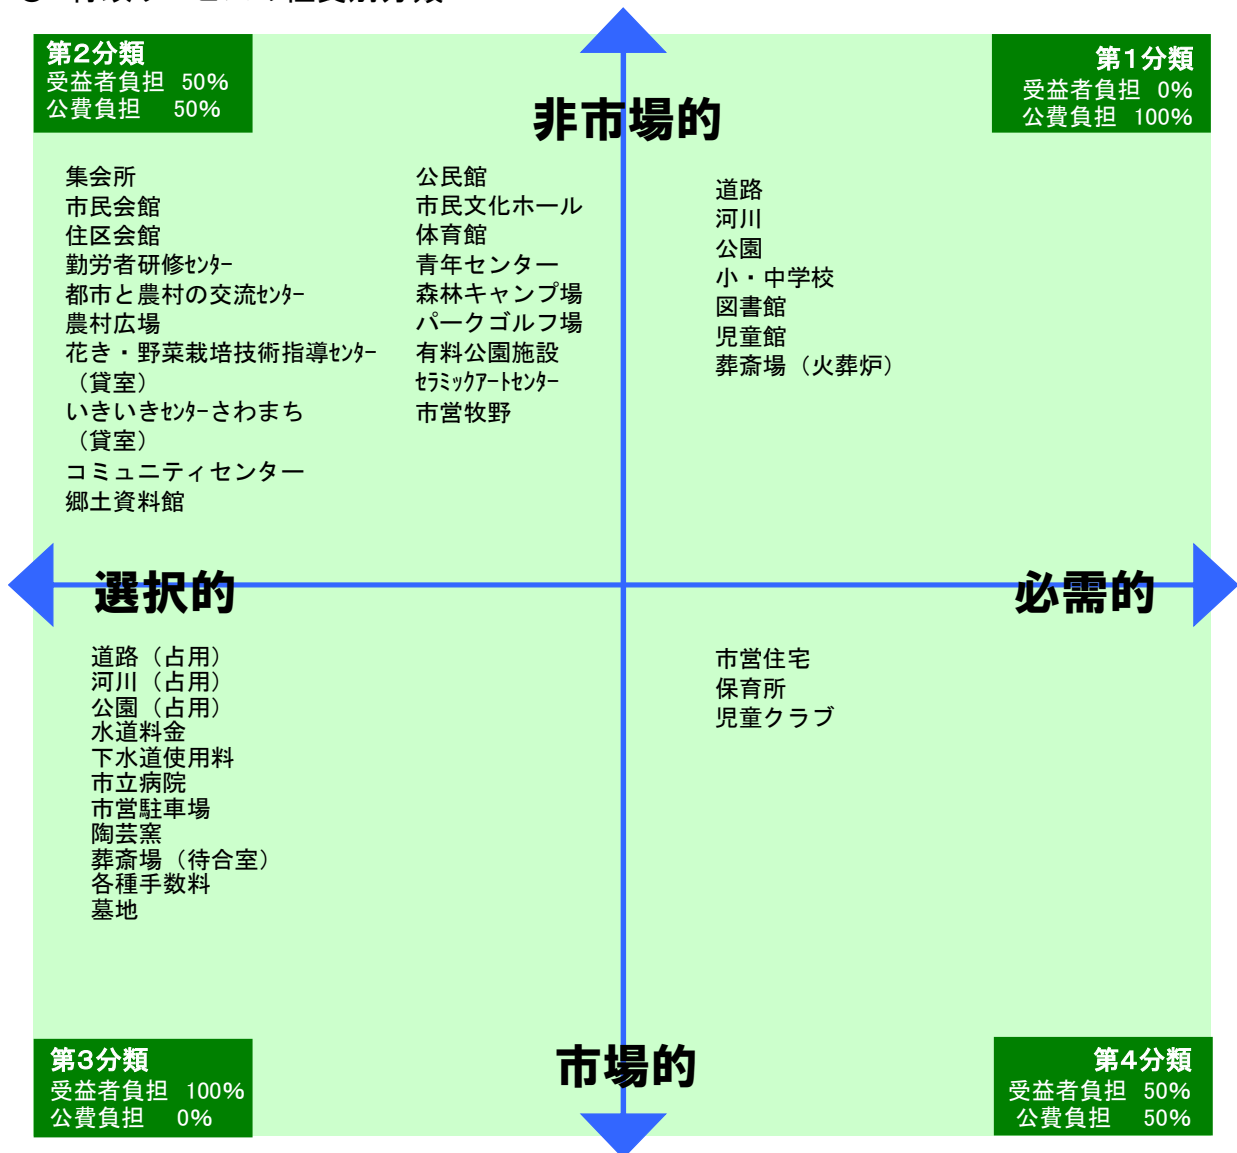 第2分類
受益者負担 50%
公費負担 50%
第1分類
受益者負担 0%
公費負担 100%
非市場的
集会所
市民会館
住区会館
勤労者研修ｾﾝﾀｰ
都市と農村の交流ｾﾝﾀｰ
農村広場
花き・野菜栽培技術指導ｾﾝﾀｰ
（貸室）
いきいきｾﾝﾀｰさわまち
（貸室）
コミュニティセンター
郷土資料館
公民館
市民文化ホール
体育館
青年センター
森林キャンプ場
パークゴルフ場
有料公園施設
ｾﾗﾐｯｸアートｾﾝﾀｰ
市営牧野
道路
河川
公園
小・中学校
図書館
児童館
葬斎場（火葬炉）
選択的
必需的
道路（占用）
河川（占用）
公園（占用）
水道料金
下水道使用料
市立病院
市営駐車場
陶芸窯
葬斎場（待合室）
各種手数料
墓地
市営住宅
保育所
児童クラブ
市場的
第3分類
受益者負担 100%
公費負担 0%
第4分類
受益者負担 50%
公費負担 50%